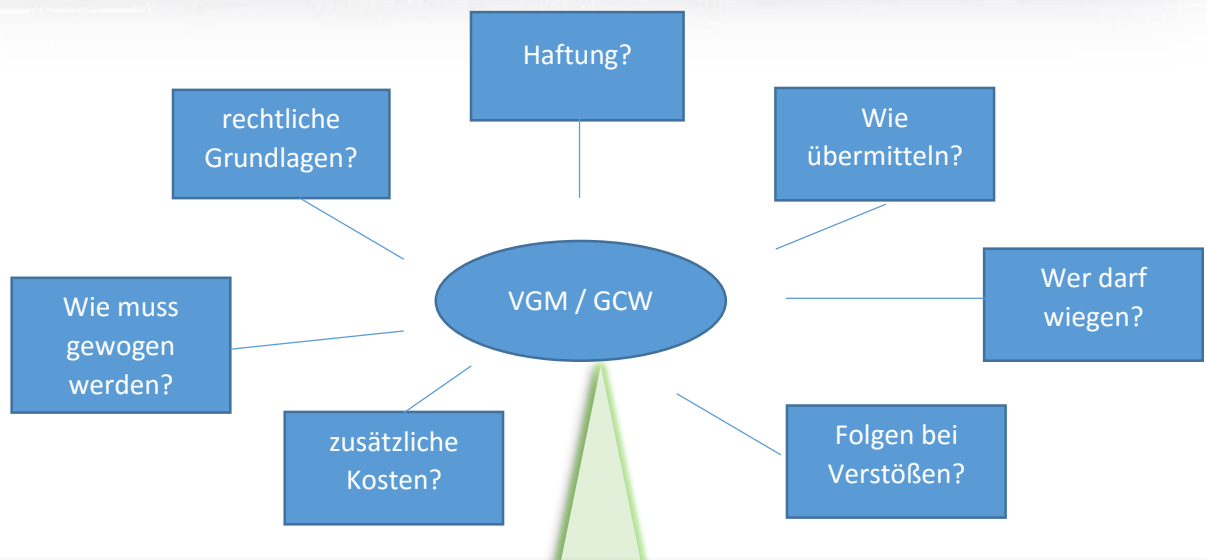 Haftung?
rechtliche
Grundlagen?
Wie
übermitteln?
VGM / GCW
Wer darf
wiegen?
Wie muss
gewogen
werden?
zusätzliche
Kosten?
Folgen bei
Verstößen?